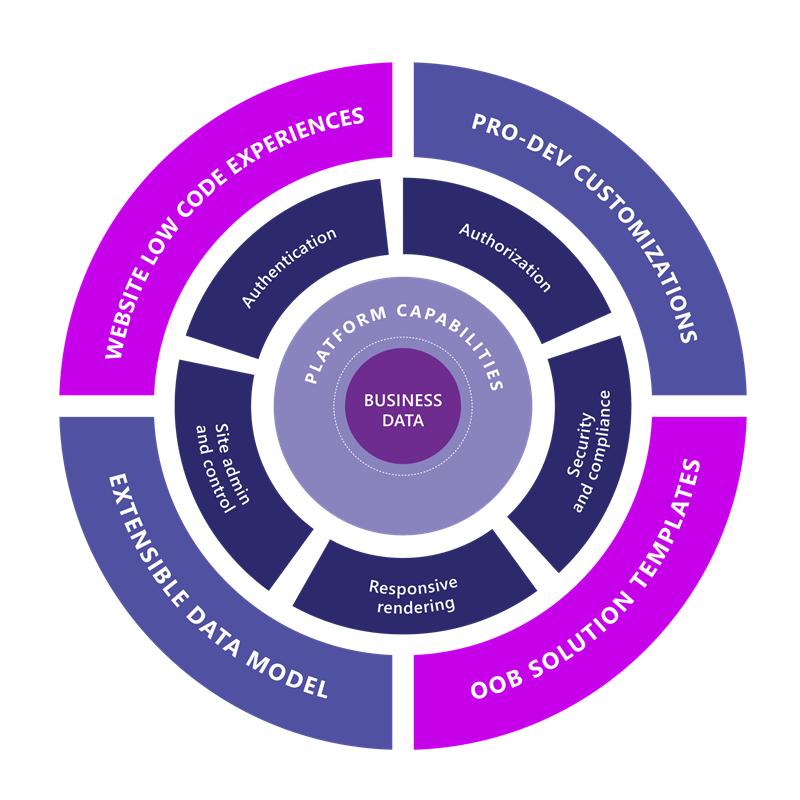 WEBSITE LOW CODE EXPERIENCES
PRO-DEV CUSTOMIZATIONS
Authentication
Authorization
PLATFORM CAPABILITIES
BUSINESS
DATA
Site admin
and control
Security
and compliance
Responsive
rendering
EXTENSIBLE DATA MODEL
OOB SOLUTION TEMPLATES